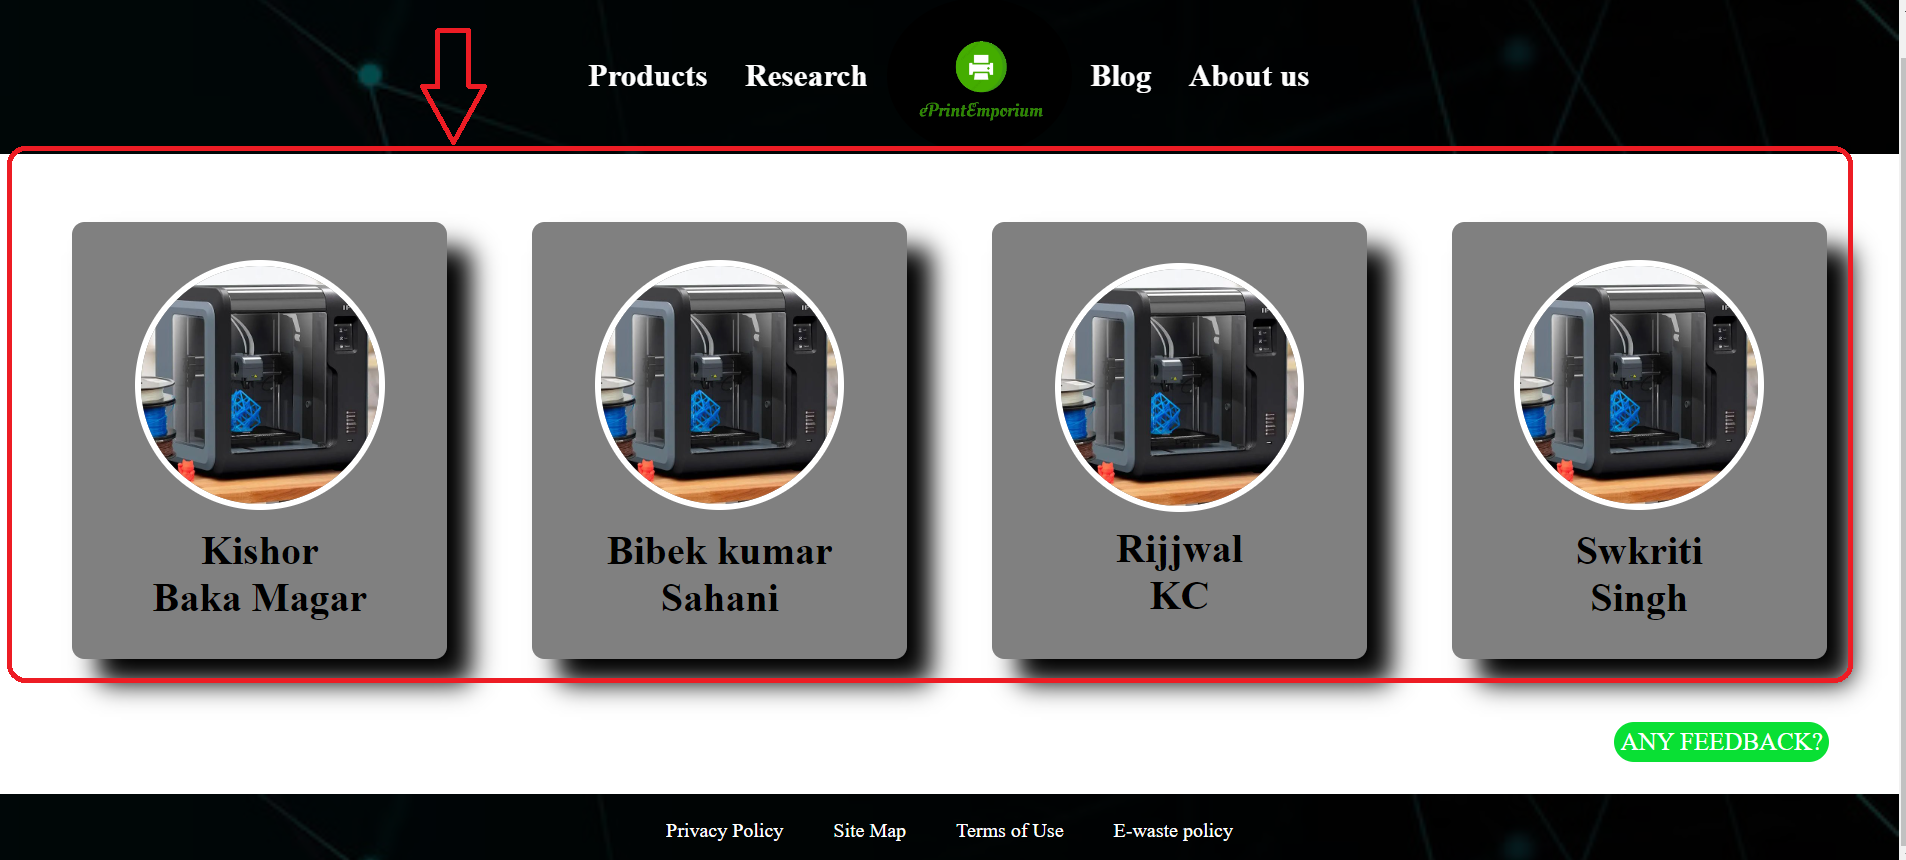 Products Research Blog About us
ePrintEmporium
Kishor
Baka Magar
Bibek kumar
Sahani
Rijjwal
KC
Swkriti
Singh
ANY FEEDBACK?
Privacy Policy Site Map Terms of Use E-waste policy